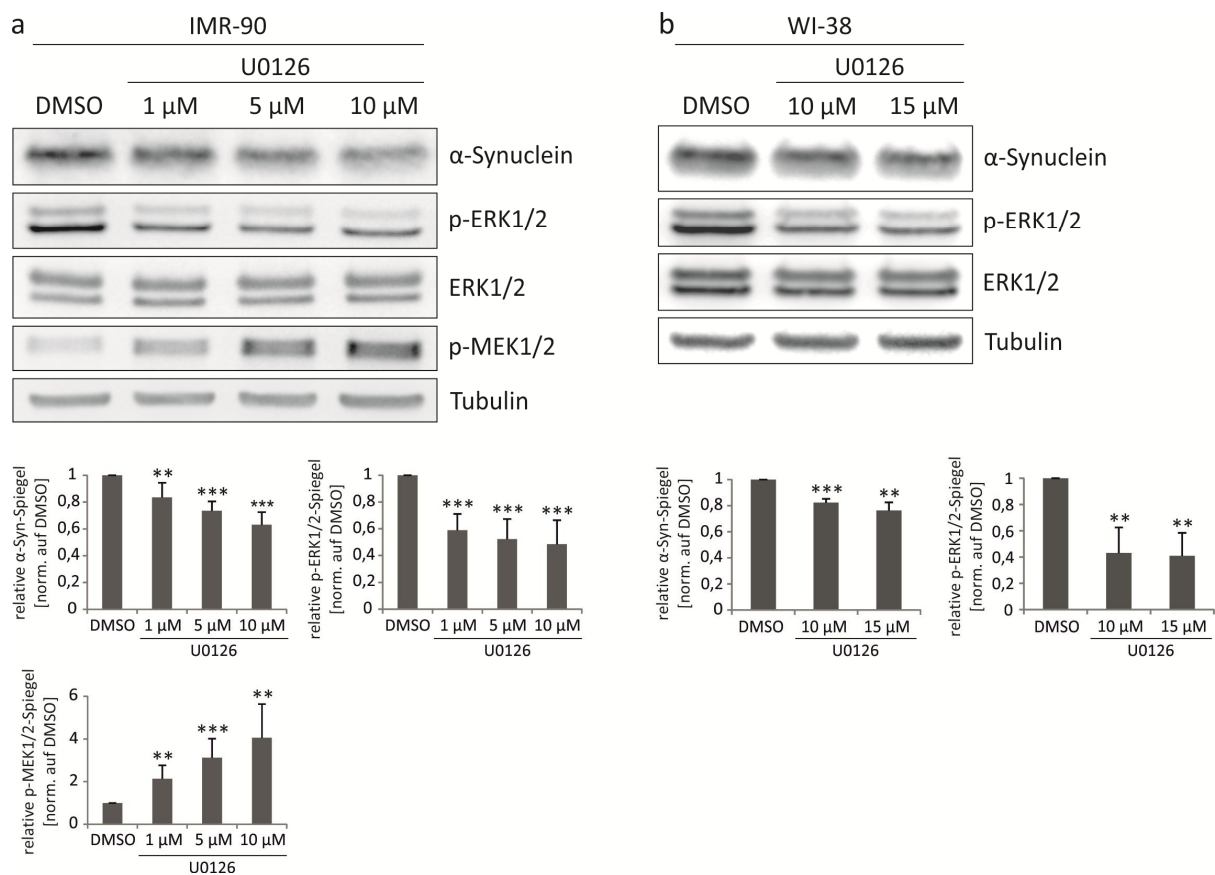 a
IMR-90
U0126
DMSO 1 µM 5 µM 10 µM
α-Synuclein
p-ERK1/2
ERK1/2
p-MEK1/2
Tubulin
relative α-Syn-Spiegel
[norm. auf DMSO]
1
0,8
0,6
0,4
0,2
0
** *** ***
DMSO 1 µM 5 µM 10 µM
U0126
relative p-ERK1/2-Spiegel
[norm. auf DMSO]
1
0,8
0,6
0,4
0,2
0
*** *** ***
DMSO 1 µM 5 µM 10 µM
U0126
relative p-MEK1/2-Spiegel
[norm. auf DMSO]
6
4
2
0
** *** **
DMSO 1 µM 5 µM 10 µM
U0126
b
WI-38
U0126
DMSO 10 µM 15 µM
α-Synuclein
p-ERK1/2
ERK1/2
Tubulin
relative α-Syn-Spiegel
[norm. auf DMSO]
1
0,8
0,6
0,4
0,2
0
*** **
DMSO 10 µM 15 µM
U0126
relative p-ERK1/2-Spiegel
[norm. auf DMSO]
1
0,8
0,6
0,4
0,2
0
** **
DMSO 10 µM 15 µM
U0126